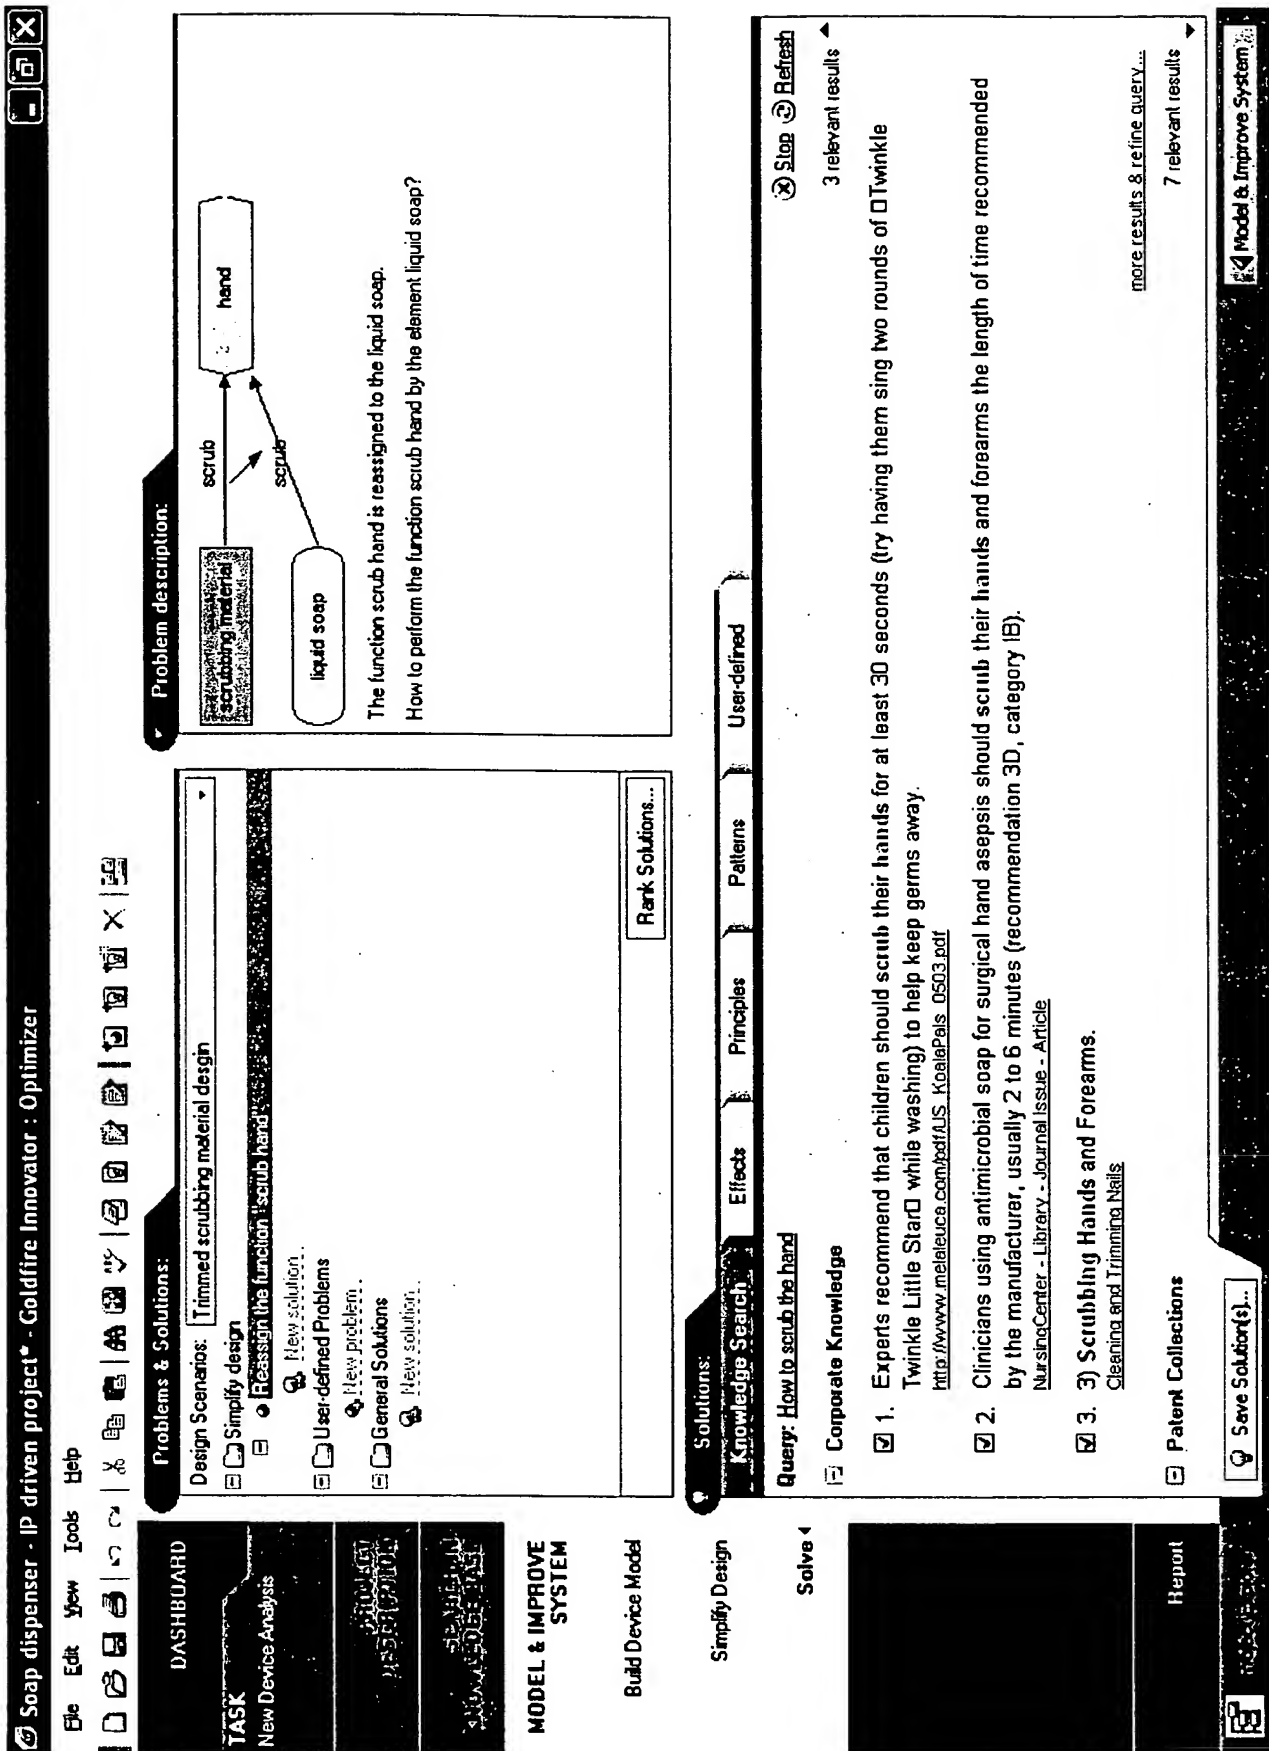 Soap dispenser - IP driven project* - Goldfire Innovator : Optimizer
File Edit View Tools Help
DASHBOARD
TASK
New Device Analysis
PROJECT
DESCRIPTION
MODEL & IMPROVE
SYSTEM
Build Device Model
Simplify Design
Solve
Report
Problems & Solutions:
Design Scenarios: Trimmed scrubbing material desgin
Simplify design
Reassign the function : scrub hand
New solution...
User-defined Problems
New problem...
General Solutions
New solution...
Rank Solutions...
Problem description:
scrubbing material
scrub
hand
scrub
liquid soap
The function scrub hand is reassigned to the liquid soap.
How to perform the function scrub hand by the element liquid soap?
Solutions:
Knowledge Search Effects Principles Patterns User-defined
Query: How to scrub the hand Stop Refresh
Corporate Knowledge 3 relevant results
1. Experts recommend that children should scrub their hands for at least 30 seconds (try having them sing two rounds of □Twinkle
Twinkle Little Star□ while washing) to help keep germs away.
http://www.melaleuca.com/pdf/US_KoalaPals_0503.pdf
2. Clinicians using antimicrobial soap for surgical hand asepsis should scrub their hands and forearms the length of time recommended
by the manufacturer, usually 2 to 6 minutes (recommendation 3D, category IB).
NursingCenter - Library - Journal Issue - Article
3. 3) Scrubbing Hands and Forearms.
Cleaning and Trimming Nails
more results & refine query...
Patent Collections 7 relevant results
Save Solution(s)... Model & Improve System